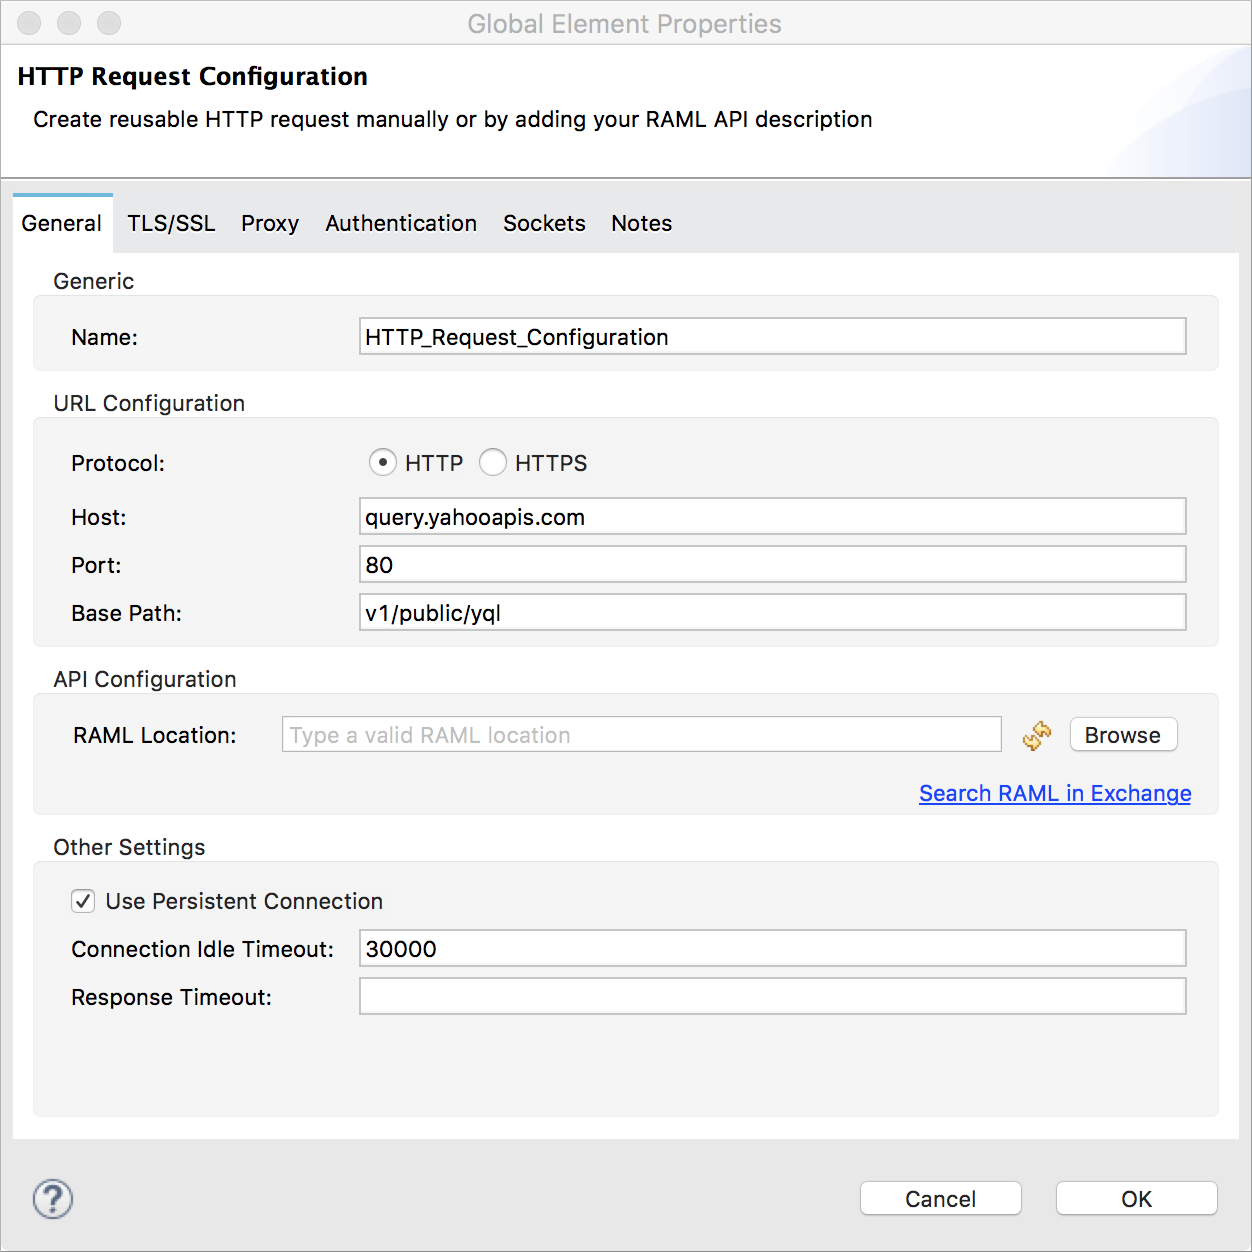 Global Element Properties
HTTP Request Configuration
Create reusable HTTP request manually or by adding your RAML API description
General TLS/SSL Proxy Authentication Sockets Notes
Generic
Name: HTTP_Request_Configuration
URL Configuration
Protocol: HTTP HTTPS
Host: query.yahooapis.com
Port: 80
Base Path: v1/public/yql
API Configuration
RAML Location: Type a valid RAML location Browse
Search RAML in Exchange
Other Settings
Use Persistent Connection
Connection Idle Timeout: 30000
Response Timeout:
? Cancel OK